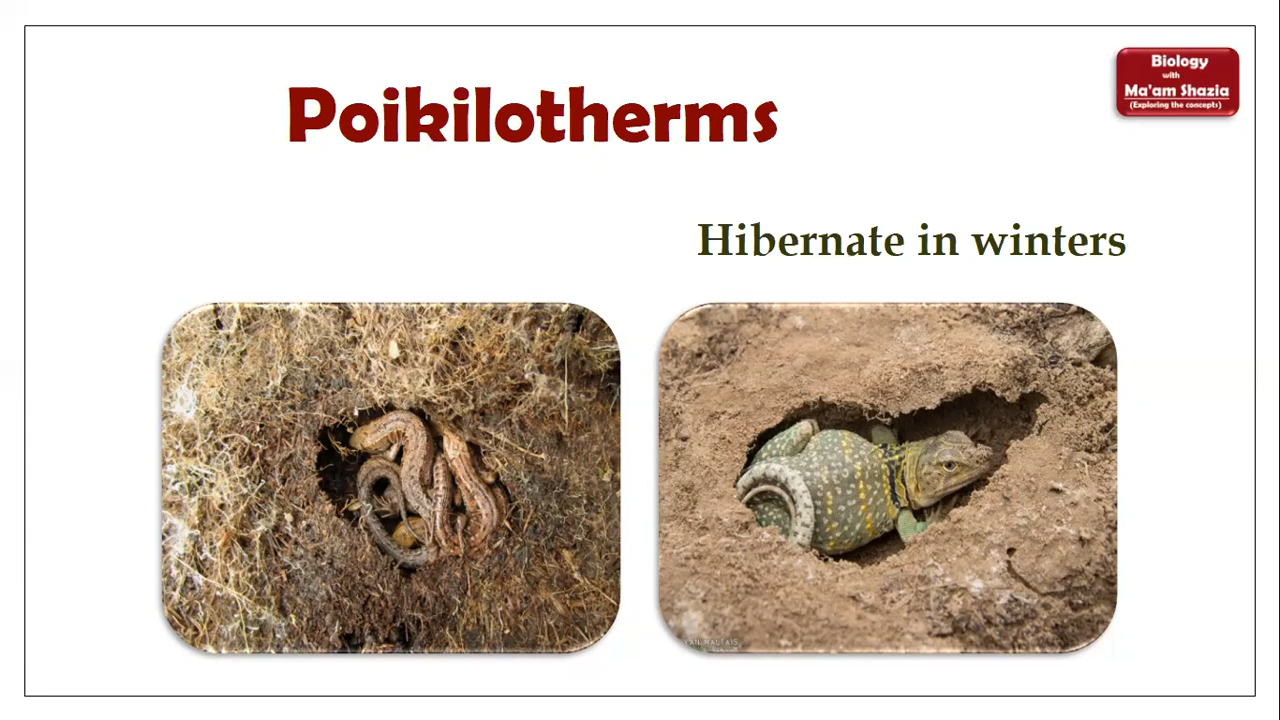 Biology
with
Ma'am Shazia
(Exploring the concepts)
Poikilotherms
Hibernate in winters